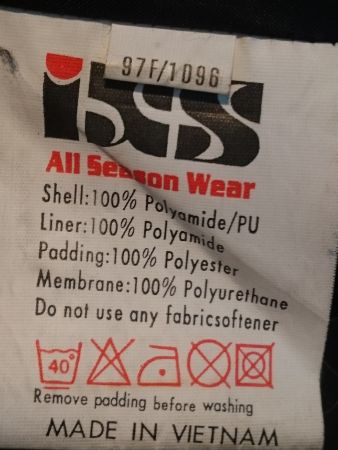 97F/1096
ixs
All Season Wear
Shell:100% Polyamide/PU
Liner:100% Polyamide
Padding:100% Polyester
Membrane:100% Polyurethane
Do not use any fabricsoftener
40°
Remove padding before washing
MADE IN VIETNAM